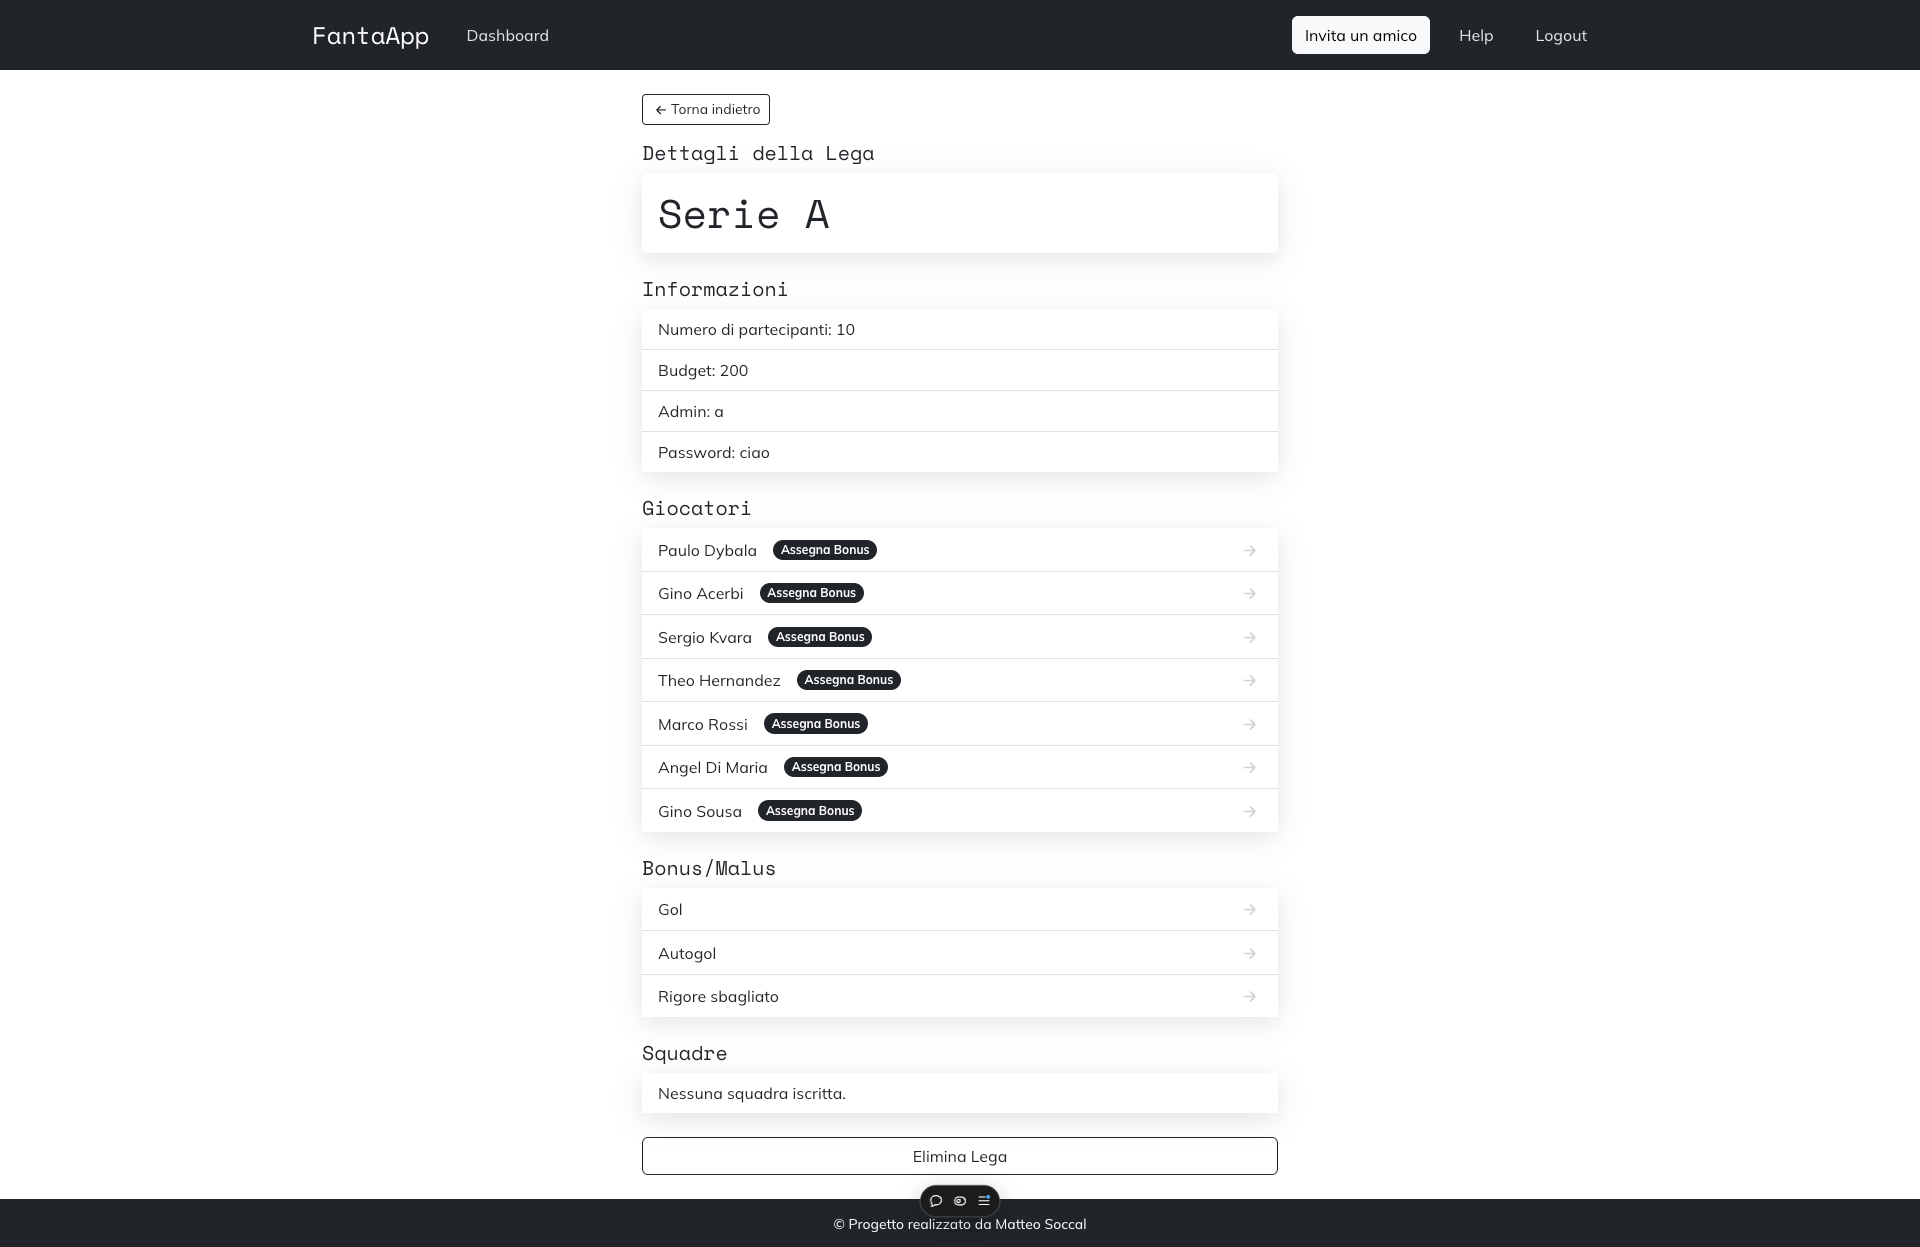 FantaApp Dashboard Invita un amico Help Logout
← Torna indietro
Dettagli della Lega
Serie A
Informazioni
Numero di partecipanti: 10
Budget: 200
Admin: a
Password: ciao
Giocatori
Paulo Dybala Assegna Bonus →
Gino Acerbi Assegna Bonus →
Sergio Kvara Assegna Bonus →
Theo Hernandez Assegna Bonus →
Marco Rossi Assegna Bonus →
Angel Di Maria Assegna Bonus →
Gino Sousa Assegna Bonus →
Bonus/Malus
Gol →
Autogol →
Rigore sbagliato →
Squadre
Nessuna squadra iscritta.
Elimina Lega
© Progetto realizzato da Matteo Soccal